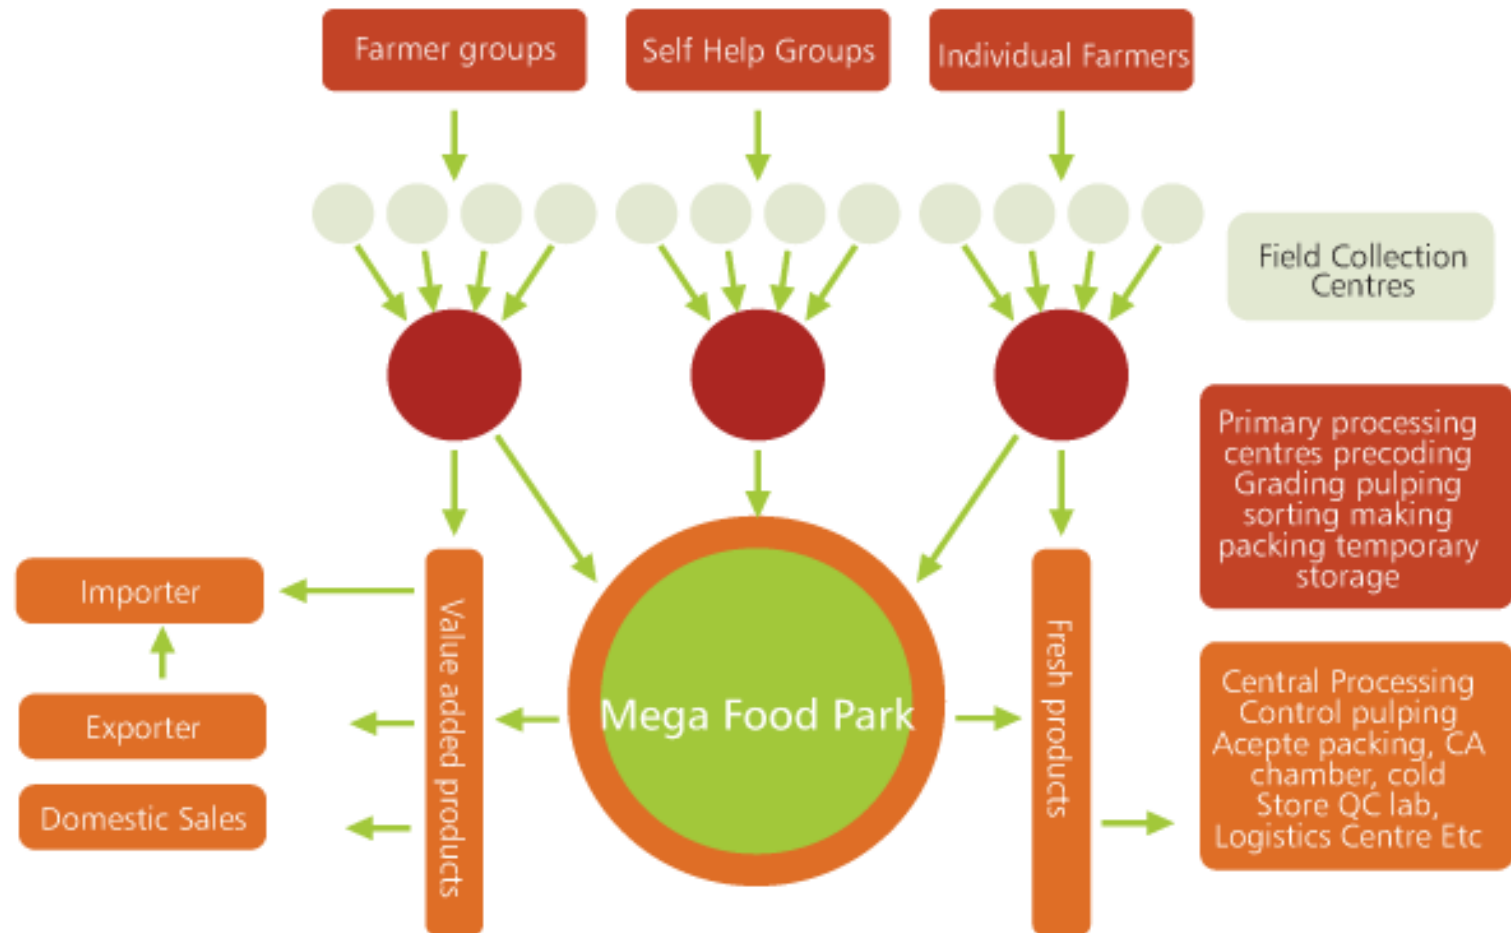 Farmer groups
Self Help Groups
Individual Farmers
Field Collection
Centres
Primary processing
centres precoding
Grading pulping
sorting making
packing temporary
storage
Importer
Exporter
Domestic Sales
Value added products
Mega Food Park
Fresh products
Central Processing
Control pulping
Acepte packing, CA
chamber, cold
Store QC lab,
Logistics Centre Etc